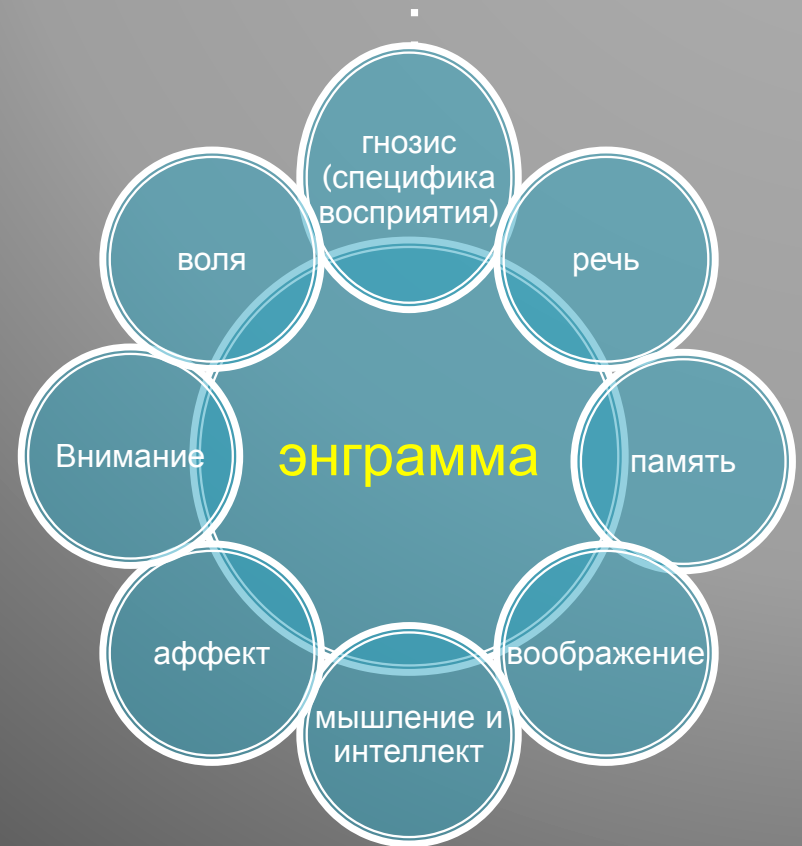 гнозис
(специфика
восприятия)
речь
память
воображение
мышление и
интеллект
аффект
Внимание
воля
энграмма